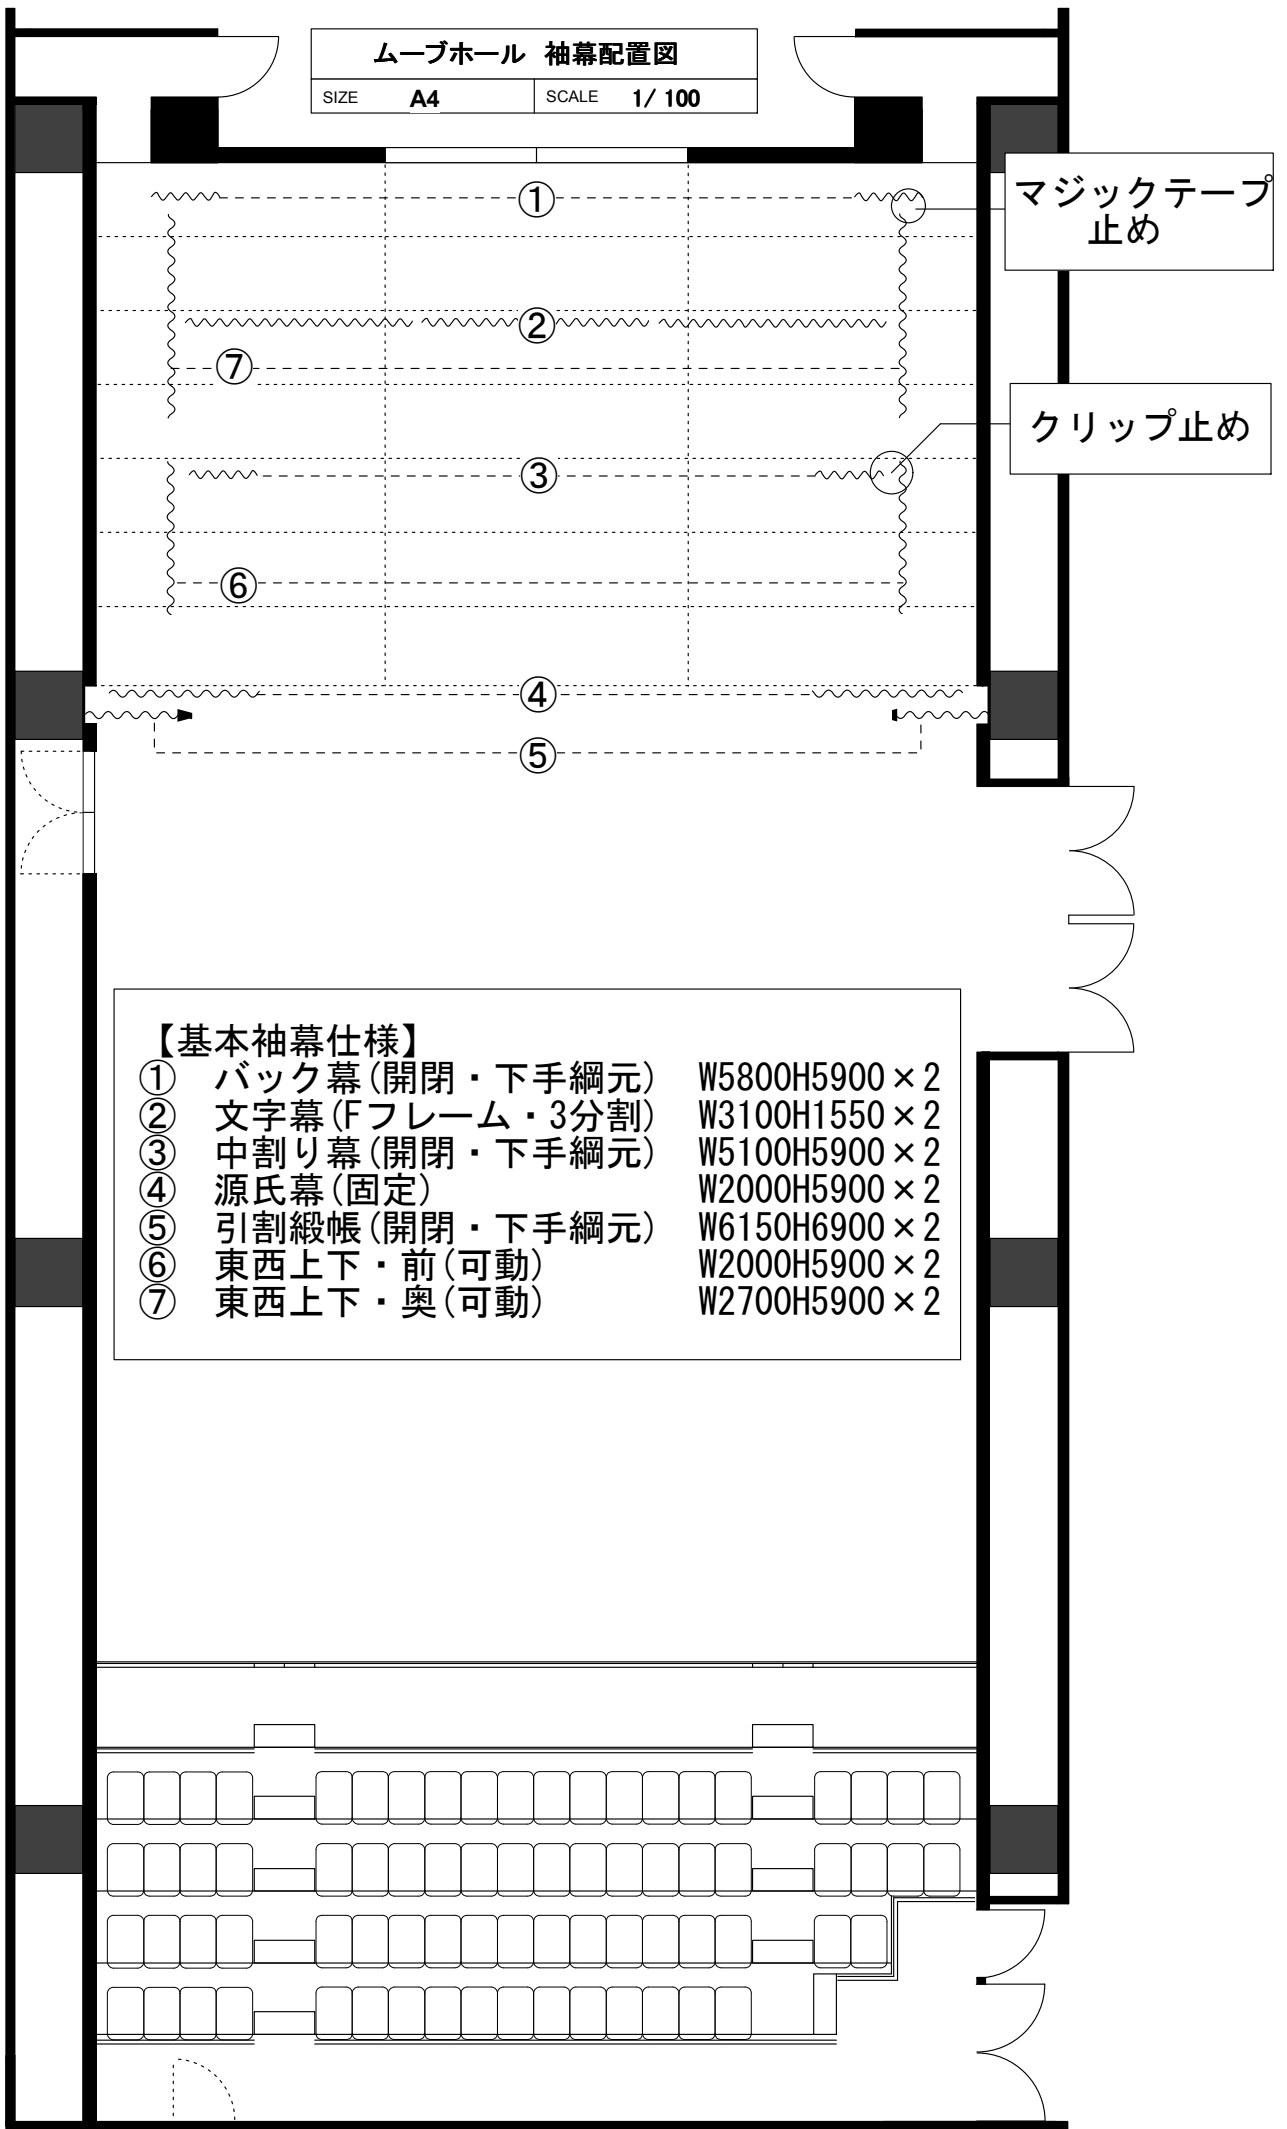 ムーブホール 袖幕配置図
SIZE A4 SCALE 1/ 100
マジックテープ
止め
①
②
⑦
クリップ止め
③
⑥
④
⑤
【基本袖幕仕様】
① バック幕(開閉・下手綱元) W5800H5900×2
② 文字幕(Fフレーム・3分割) W3100H1550×2
③ 中割り幕(開閉・下手綱元) W5100H5900×2
④ 源氏幕(固定) W2000H5900×2
⑤ 引割緞帳(開閉・下手綱元) W6150H6900×2
⑥ 東西上下・前(可動) W2000H5900×2
⑦ 東西上下・奥(可動) W2700H5900×2